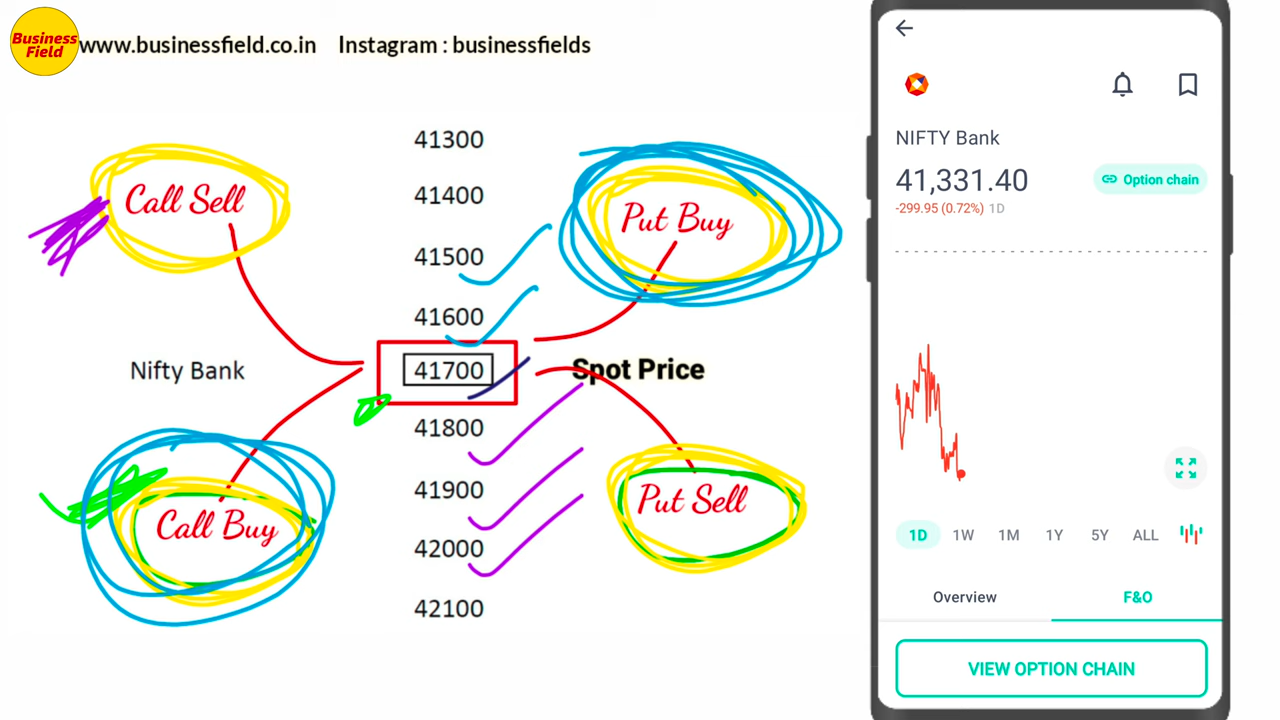 Business
Field
www.businessfield.co.in Instagram : businessfields
41300
Call Sell
41400
Put Buy
41500
41600
Nifty Bank
41700
Spot Price
41800
41900
Call Buy
Put Sell
42000
42100
NIFTY Bank
41,331.40
Option chain
-299.95 (0.72%) 1D
1D 1W 1M 1Y 5Y ALL
Overview F&O
VIEW OPTION CHAIN